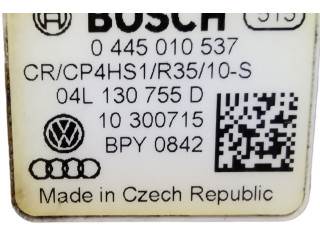 BOSCH 315
0 445 010 537
CR/CP4HS1/R35/10-S
04L 130 755 D
10 300715
BPY 0842
Made in Czech Republic